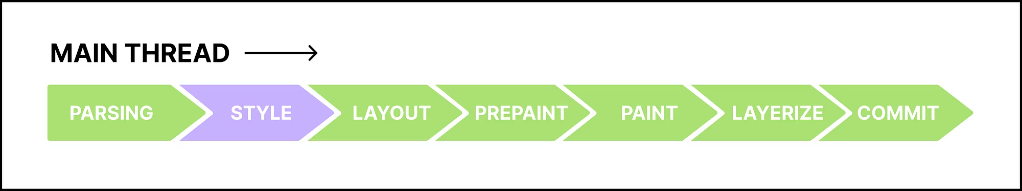 MAIN THREAD
PARSING STYLE LAYOUT PREPAINT PAINT LAYERIZE COMMIT